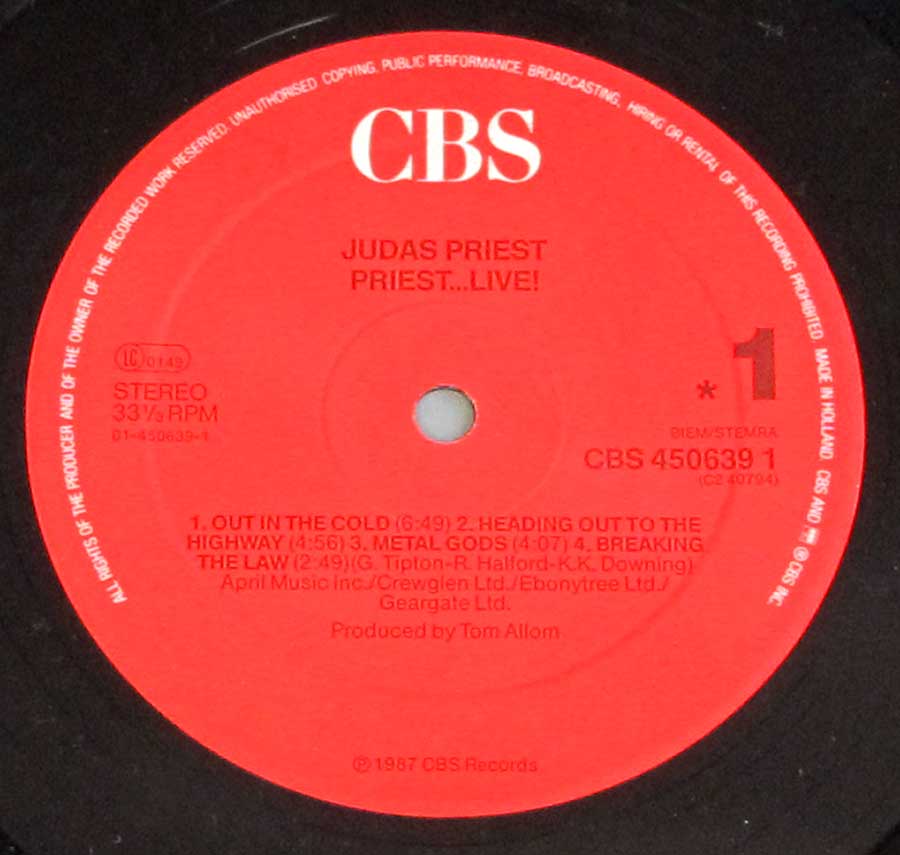 ALL RIGHTS OF THE PRODUCER AND OF THE OWNER OF THE RECORDED WORK RESERVED. UNAUTHORISED COPYING, PUBLIC PERFORMANCE, BROADCASTING, HIRING OR RENTAL OF THIS RECORDING PROHIBITED. MADE IN HOLLAND. CBS AND ® CBS INC.
CBS
JUDAS PRIEST
PRIEST...LIVE!
LC 0149
STEREO
33⅓ RPM
01-450639-1
* 1
BIEM/STEMRA
CBS 450639 1
(C2 40794)
1. OUT IN THE COLD (6:49) 2. HEADING OUT TO THE
HIGHWAY (4:56) 3. METAL GODS (4:07) 4. BREAKING
THE LAW (2:49)(G. Tipton-R. Halford-K.K. Downing)
April Music inc./Crewglen Ltd./Ebonytree Ltd./
Geargate Ltd.
Produced by Tom Allom
℗ 1987 CBS Records